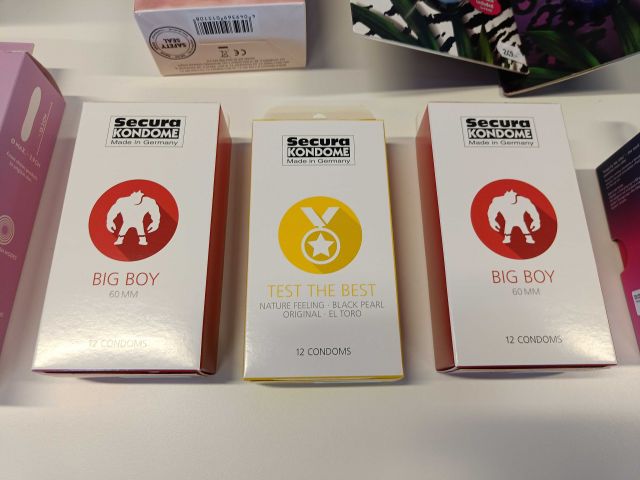 4049369015108
SAFETY
SEAL
CE
Secura
KONDOME
Made in Germany
BIG BOY
60 MM
12 CONDOMS
Secura
KONDOME
Made in Germany
TEST THE BEST
NATURE FEELING · BLACK PEARL
ORIGINAL · EL TORO
12 CONDOMS
Secura
KONDOME
Made in Germany
BIG BOY
60 MM
12 CONDOMS